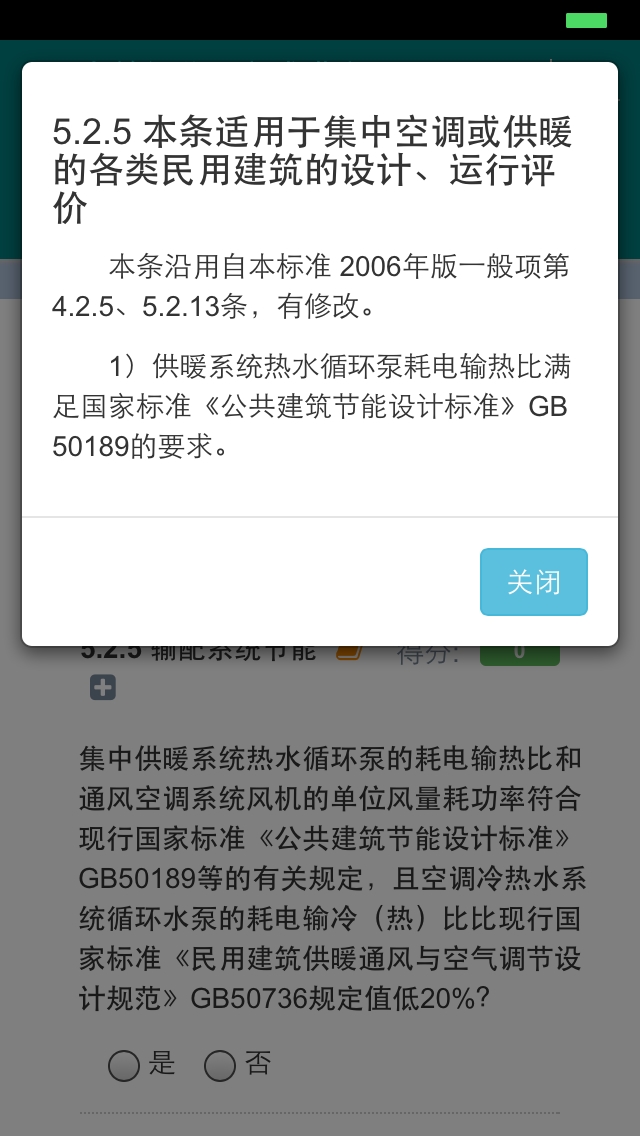 5.2.5 本条适用于集中空调或供暖
的各类民用建筑的设计、运行评
价
本条沿用自本标准 2006年版一般项第
4.2.5、5.2.13条，有修改。
1）供暖系统热水循环泵耗电输热比满
足国家标准《公共建筑节能设计标准》GB
50189的要求。
关闭
5.2.5 输配系统节能 得分: 0
集中供暖系统热水循环泵的耗电输热比和
通风空调系统风机的单位风量耗功率符合
现行国家标准《公共建筑节能设计标准》
GB50189等的有关规定，且空调冷热水系
统循环水泵的耗电输冷（热）比比现行国
家标准《民用建筑供暖通风与空气调节设
计规范》GB50736规定值低20%?
是 否